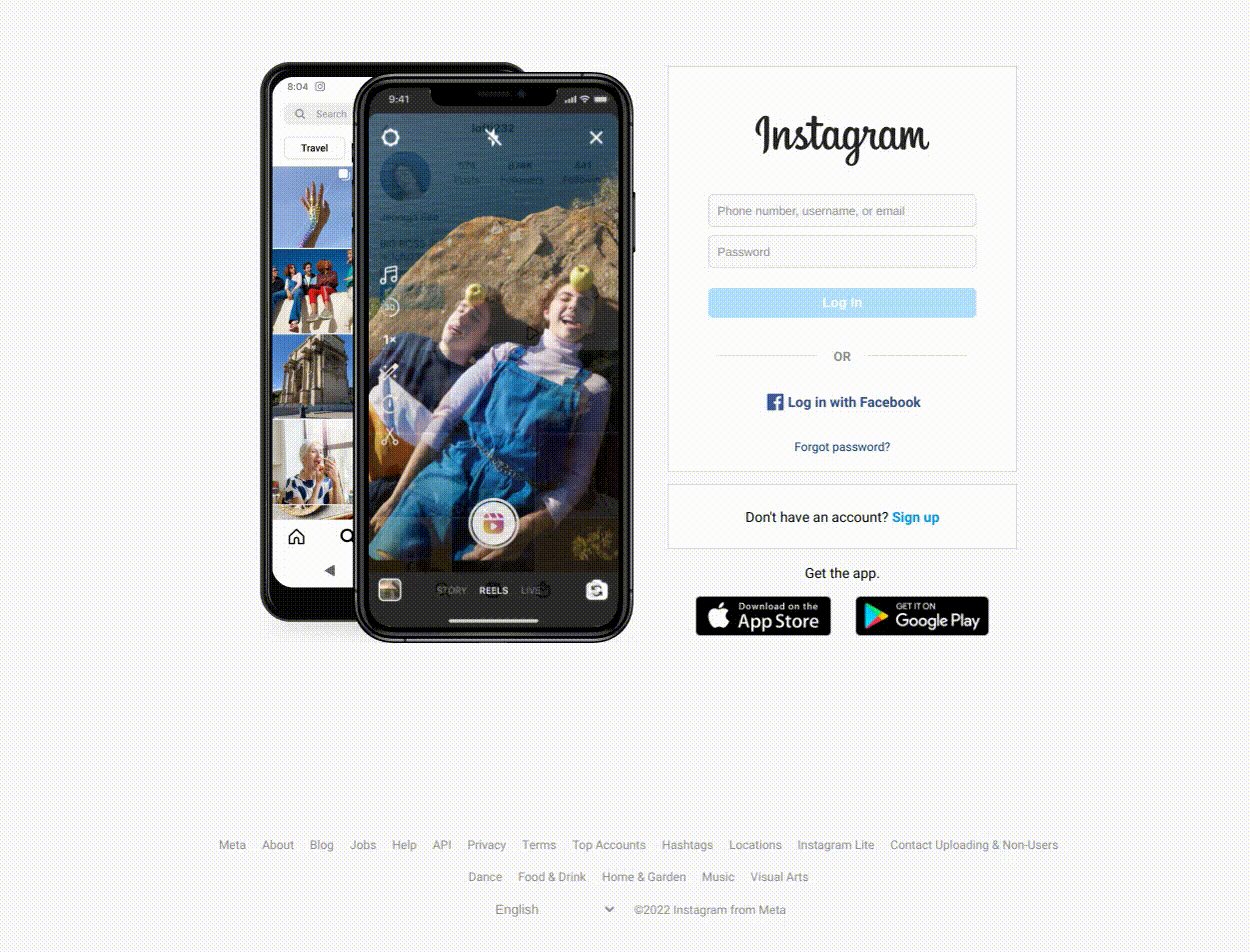 8:04
Search
Travel
9:41
30
1×
STORY REELS LIVE
Instagram
Phone number, username, or email
Password
Log In
OR
Log in with Facebook
Forgot password?
Don't have an account? Sign up
Get the app.
Download on the
App Store
GET IT ON
Google Play
Meta About Blog Jobs Help API Privacy Terms Top Accounts Hashtags Locations Instagram Lite Contact Uploading & Non-Users
Dance Food & Drink Home & Garden Music Visual Arts
English ©2022 Instagram from Meta